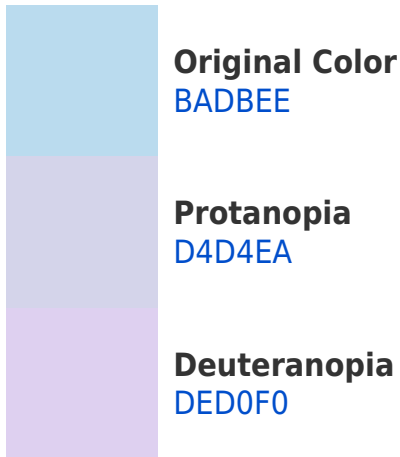 Original Color
BADBEE
Protanopia
D4D4EA
Deuteranopia
DED0F0